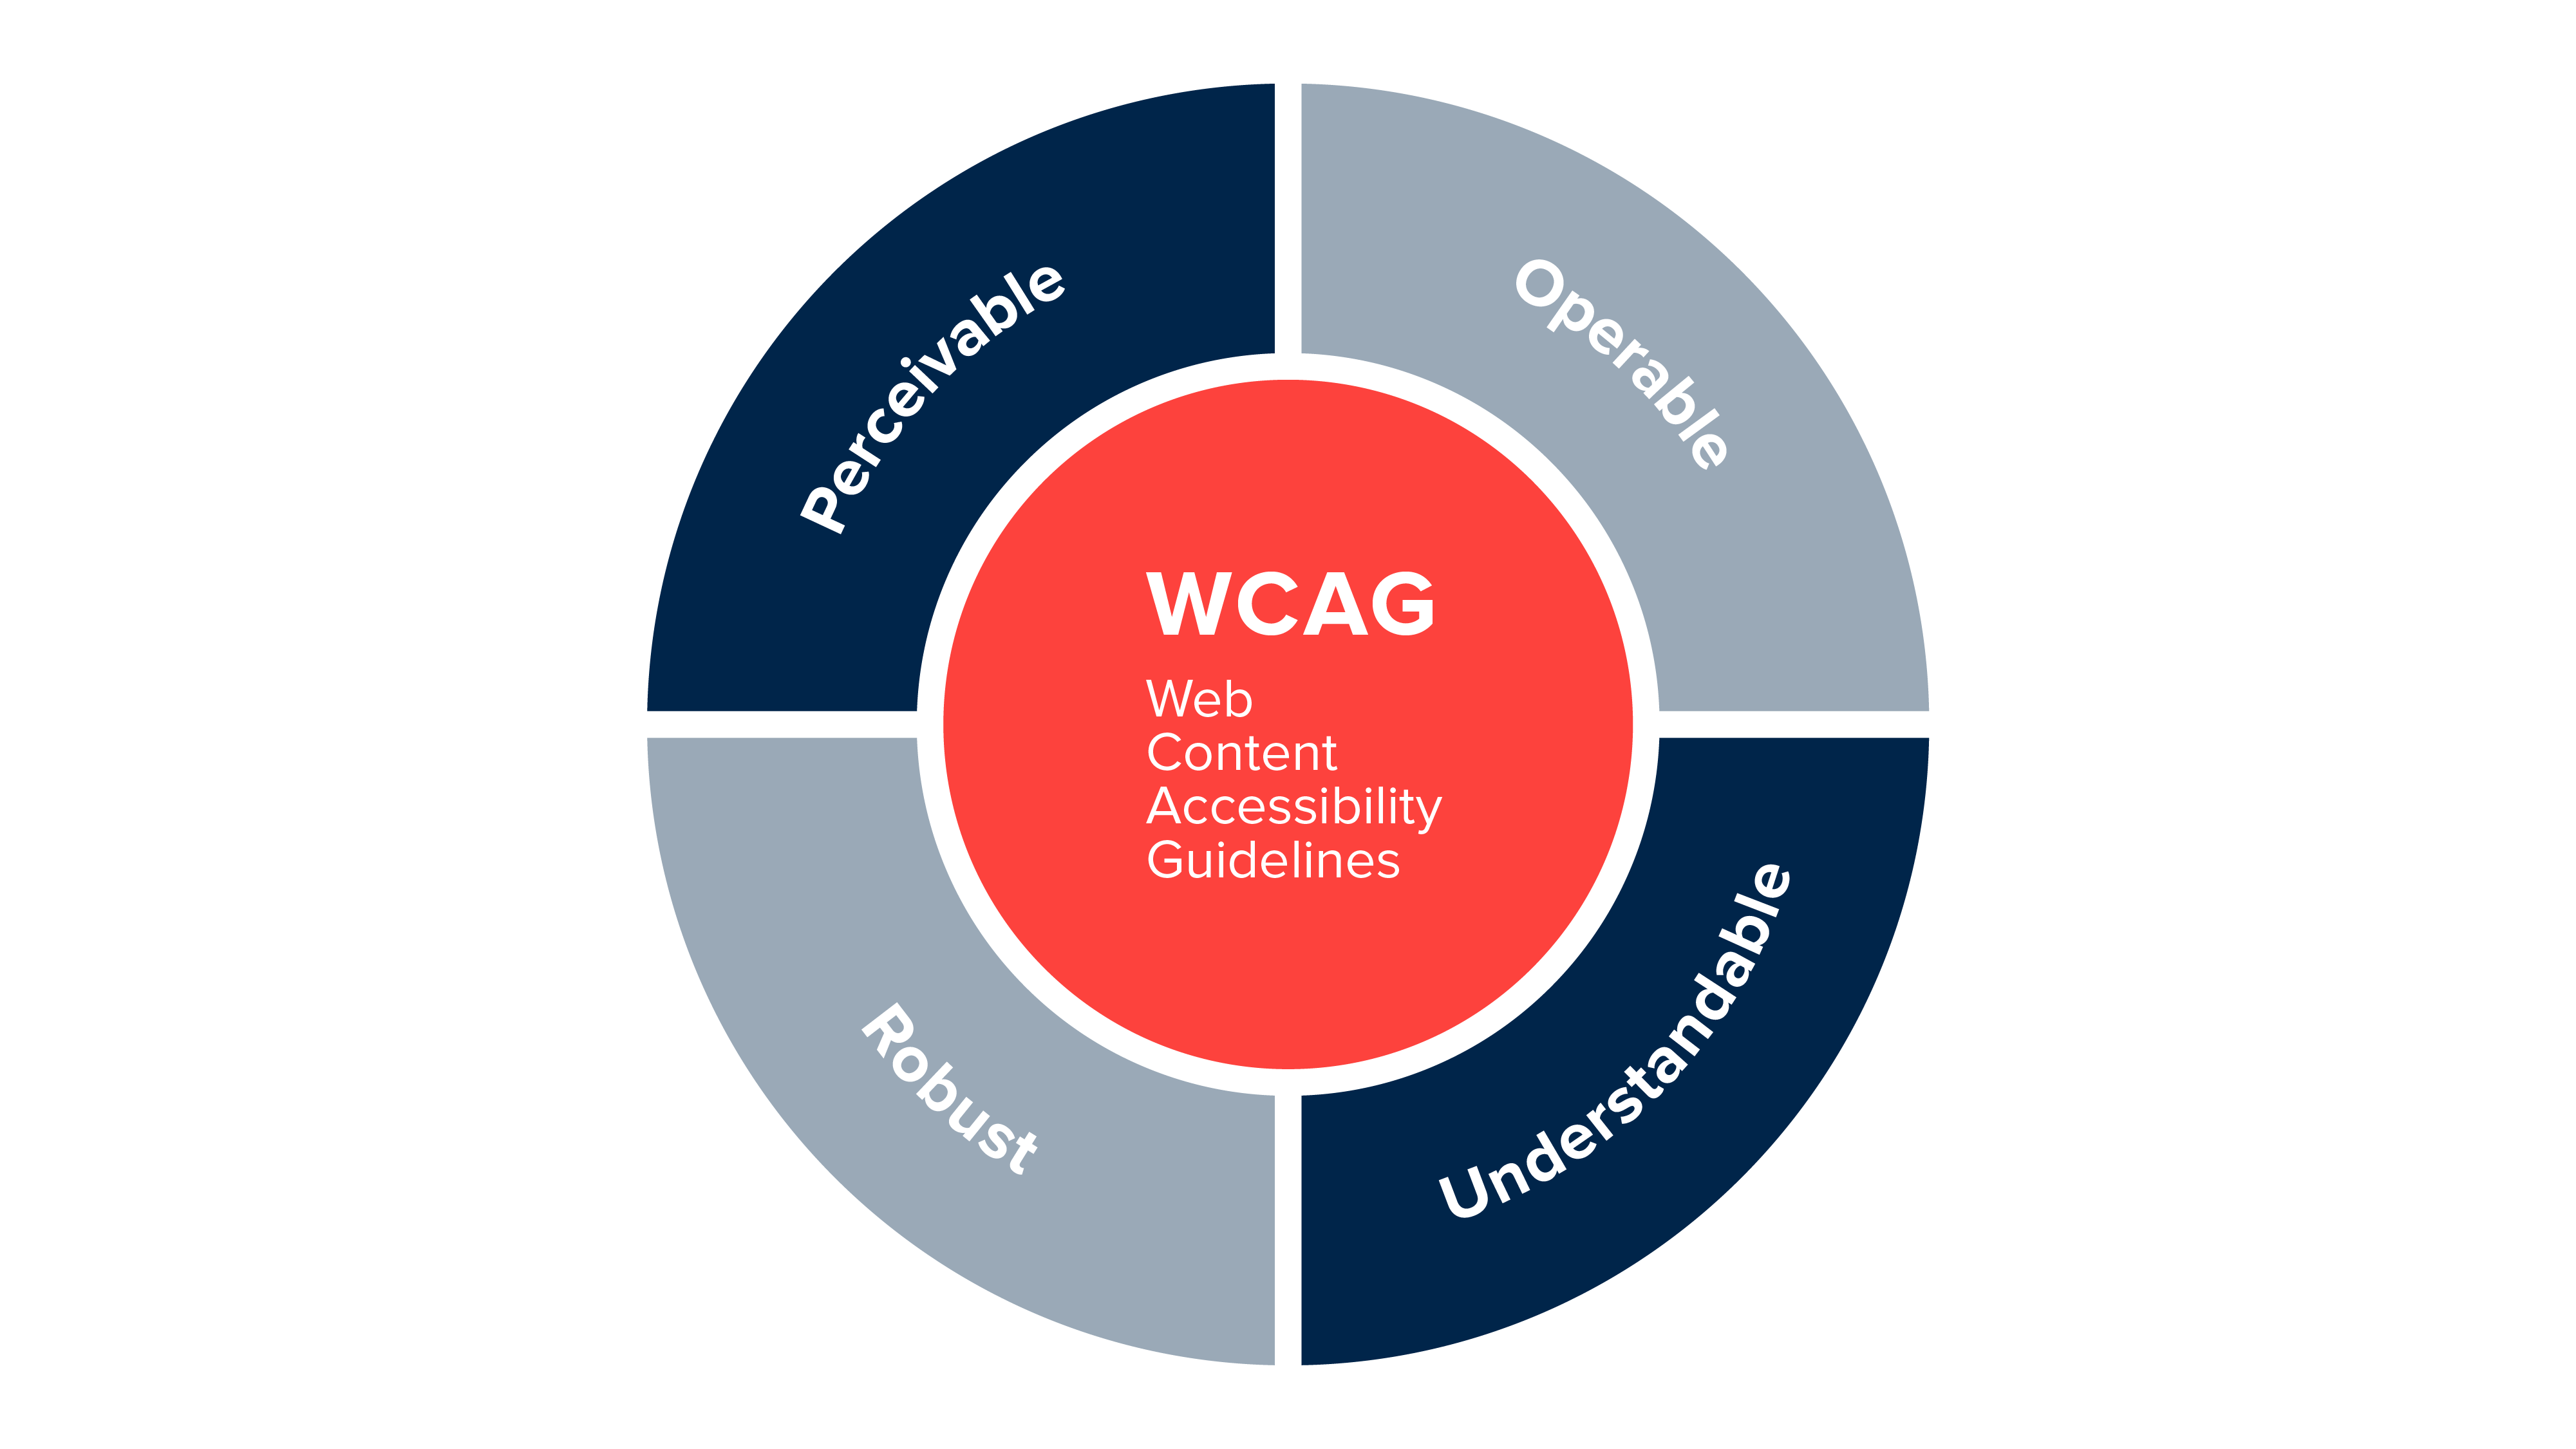 Perceivable
Operable
WCAG
Web
Content
Accessibility
Guidelines
Robust
Understandable